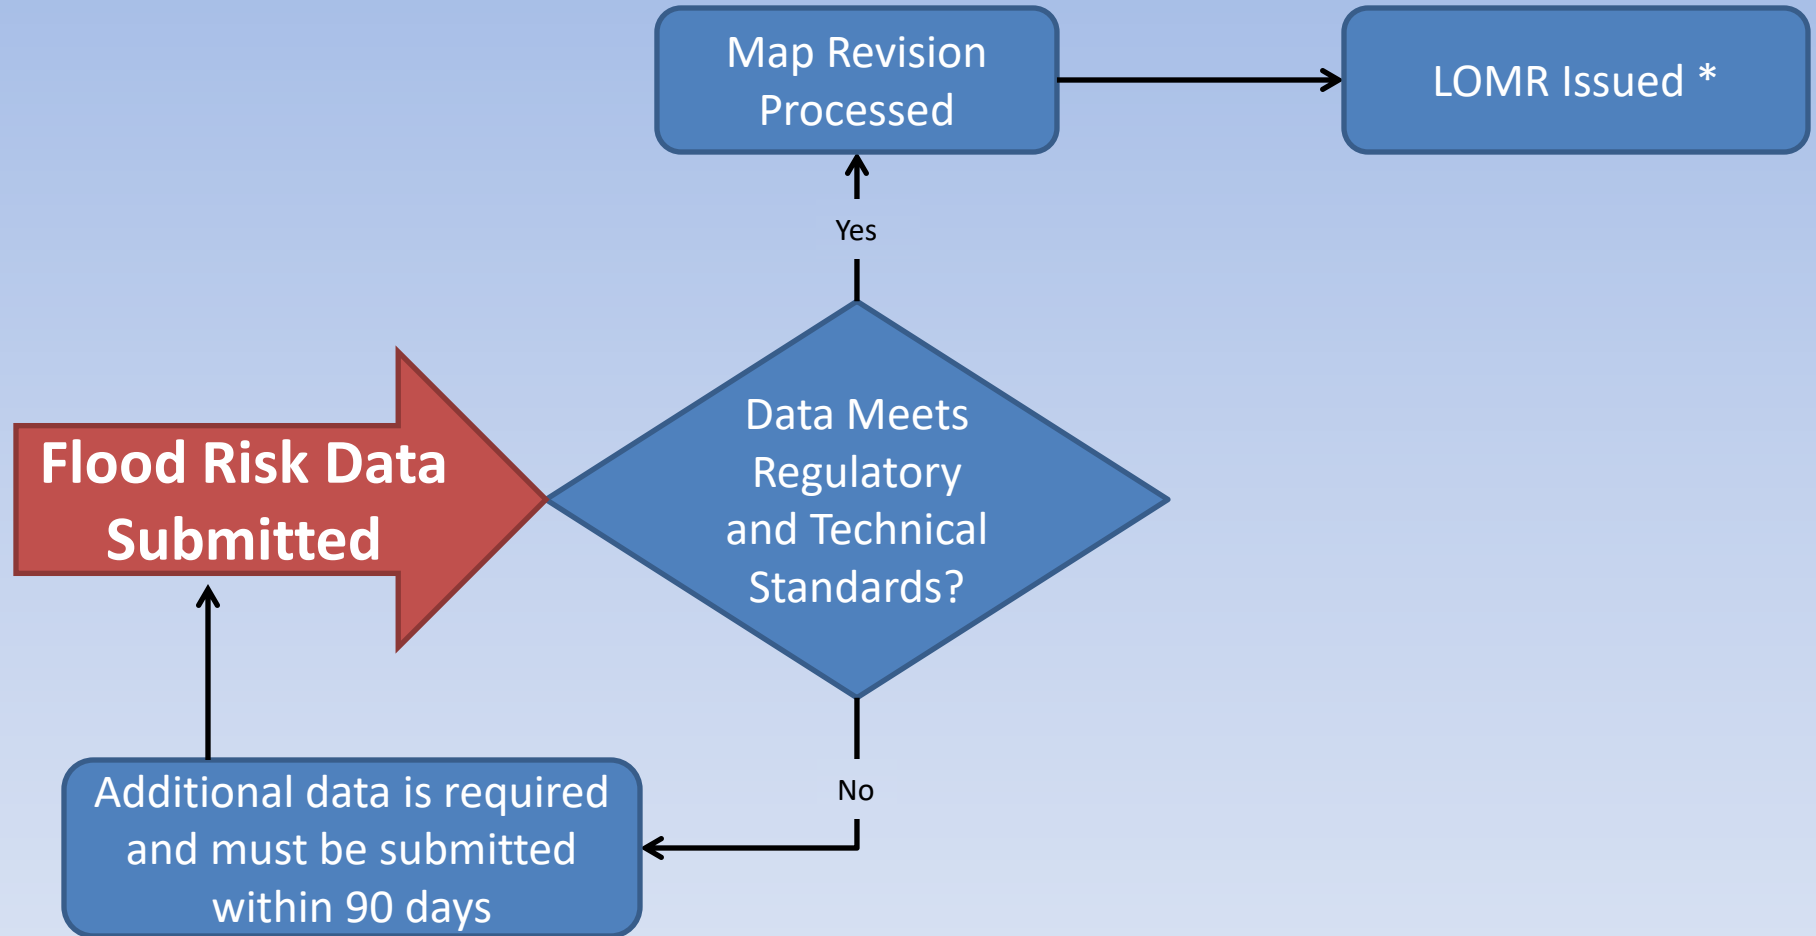 Map Revision
Processed
LOMR Issued *
Yes
Flood Risk Data
Submitted
Data Meets
Regulatory
and Technical
Standards?
No
Additional data is required
and must be submitted
within 90 days